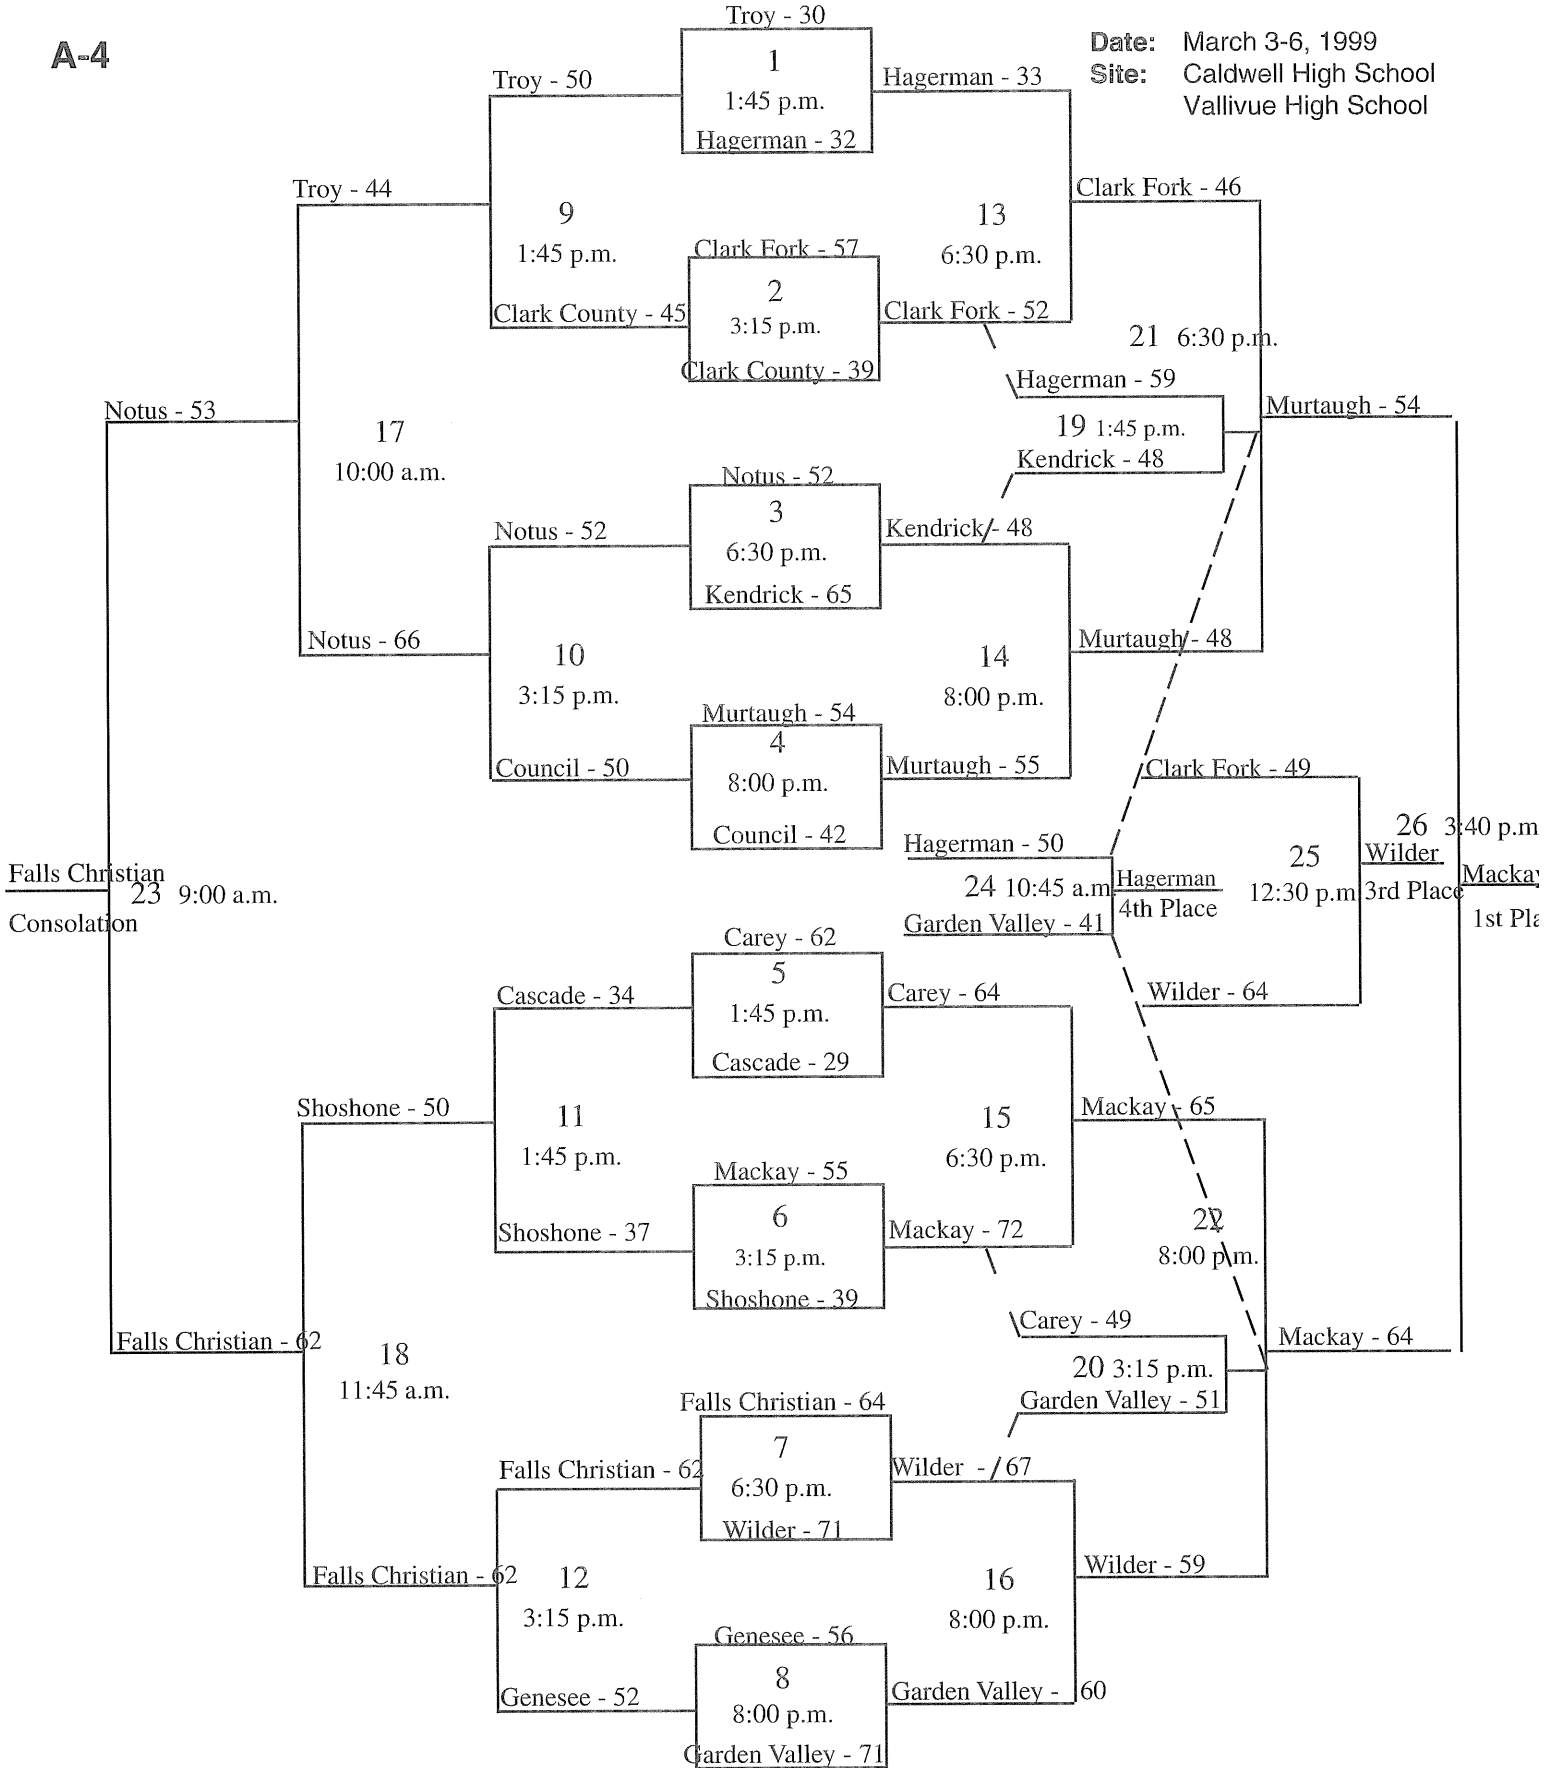 A-4
Date: March 3-6, 1999
Site: Caldwell High School
Vallivue High School
Troy - 30
1
1:45 p.m.
Hagerman - 32
Troy - 50
Hagerman - 33
Troy - 44
9
1:45 p.m.
13
6:30 p.m.
Clark Fork - 46
Clark Fork - 57
2
3:15 p.m.
Clark County - 39
Clark County - 45
Clark Fork - 52
21 6:30 p.m.
Hagerman - 59
19 1:45 p.m.
Kendrick - 48
Notus - 53
17
10:00 a.m.
Murtaugh - 54
Notus - 52
3
6:30 p.m.
Kendrick - 65
Notus - 52
Kendrick - 48
Notus - 66
10
3:15 p.m.
14
8:00 p.m.
Murtaugh - 48
Murtaugh - 54
4
8:00 p.m.
Council - 42
Council - 50
Murtaugh - 55
Clark Fork - 49
Hagerman - 50
24 10:45 a.m.
Garden Valley - 41
Hagerman
4th Place
25
12:30 p.m.
Wilder
3rd Place
26 3:40 p.m
Mackay
1st Pla
Falls Christian
Consolation
23 9:00 a.m.
Carey - 62
5
1:45 p.m.
Cascade - 29
Cascade - 34
Carey - 64
Wilder - 64
Shoshone - 50
11
1:45 p.m.
15
6:30 p.m.
Mackay - 65
Mackay - 55
6
3:15 p.m.
Shoshone - 39
Shoshone - 37
Mackay - 72
22
8:00 p.m.
Carey - 49
20 3:15 p.m.
Garden Valley - 51
Falls Christian - 62
18
11:45 a.m.
Mackay - 64
Falls Christian - 64
7
6:30 p.m.
Wilder - 71
Falls Christian - 62
Wilder - 67
Falls Christian - 62
12
3:15 p.m.
16
8:00 p.m.
Wilder - 59
Genesee - 56
8
8:00 p.m.
Garden Valley - 71
Genesee - 52
Garden Valley - 60